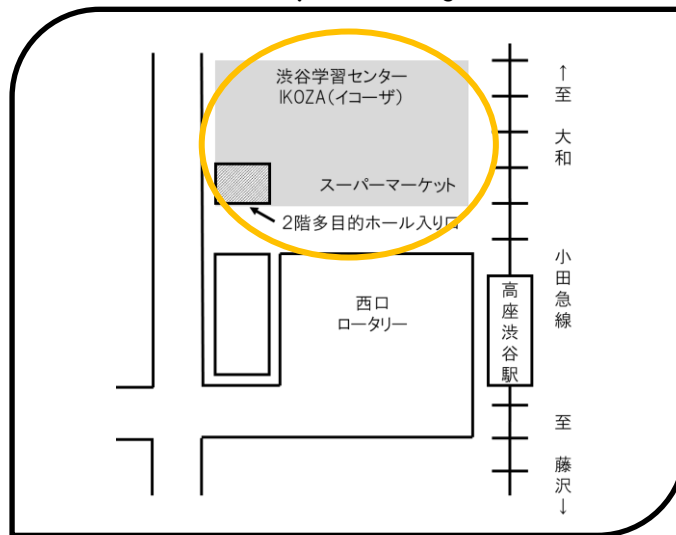 渋谷学習センター
IKOZA(イコーザ)
スーパーマーケット
2階多目的ホール入り口
西口
ロータリー
↑至 大和
小田急線
高座渋谷駅
至 藤沢↓